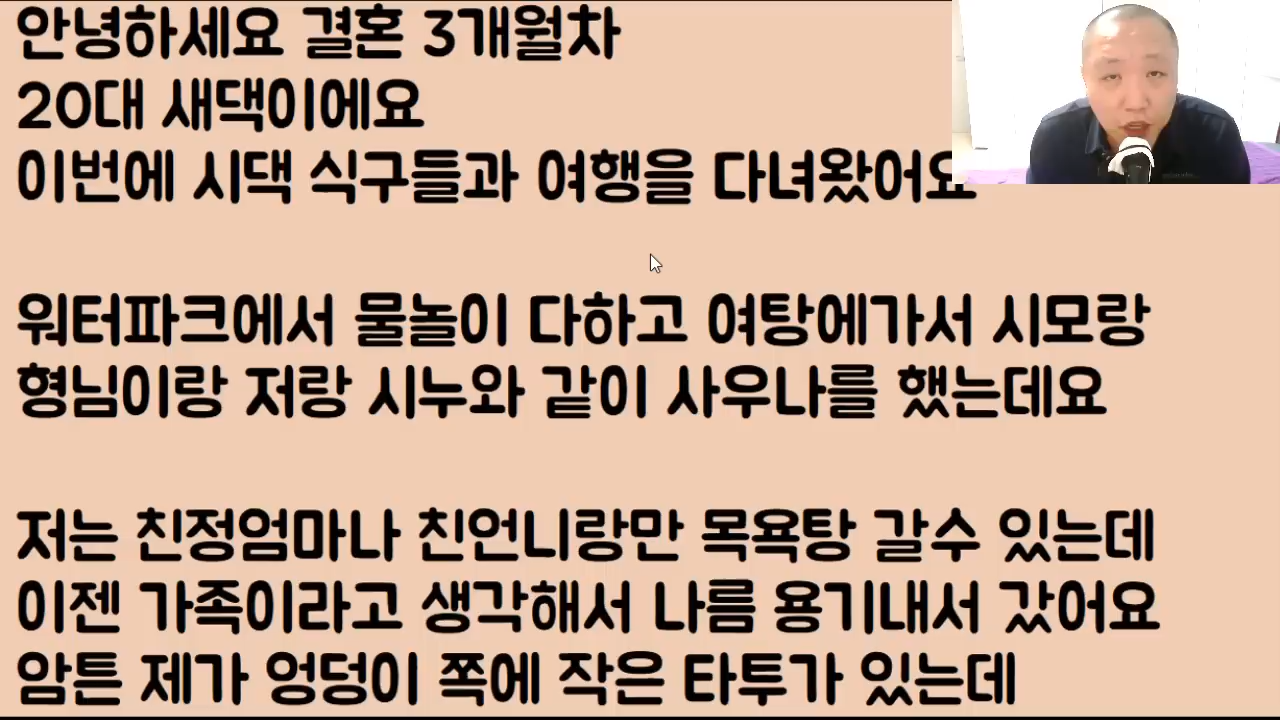 안녕하세요 결혼 3개월차
20대 새댁이에요
이번에 시댁 식구들과 여행을 다녀왔어요
워터파크에서 물놀이 다하고 여탕에가서 시모랑
형님이랑 저랑 시누와 같이 사우나를 했는데요
저는 친정엄마나 친언니랑만 목욕탕 갈수 있는데
이젠 가족이라고 생각해서 나름 용기내서 갔어요
암튼 제가 엉덩이 쪽에 작은 타투가 있는데